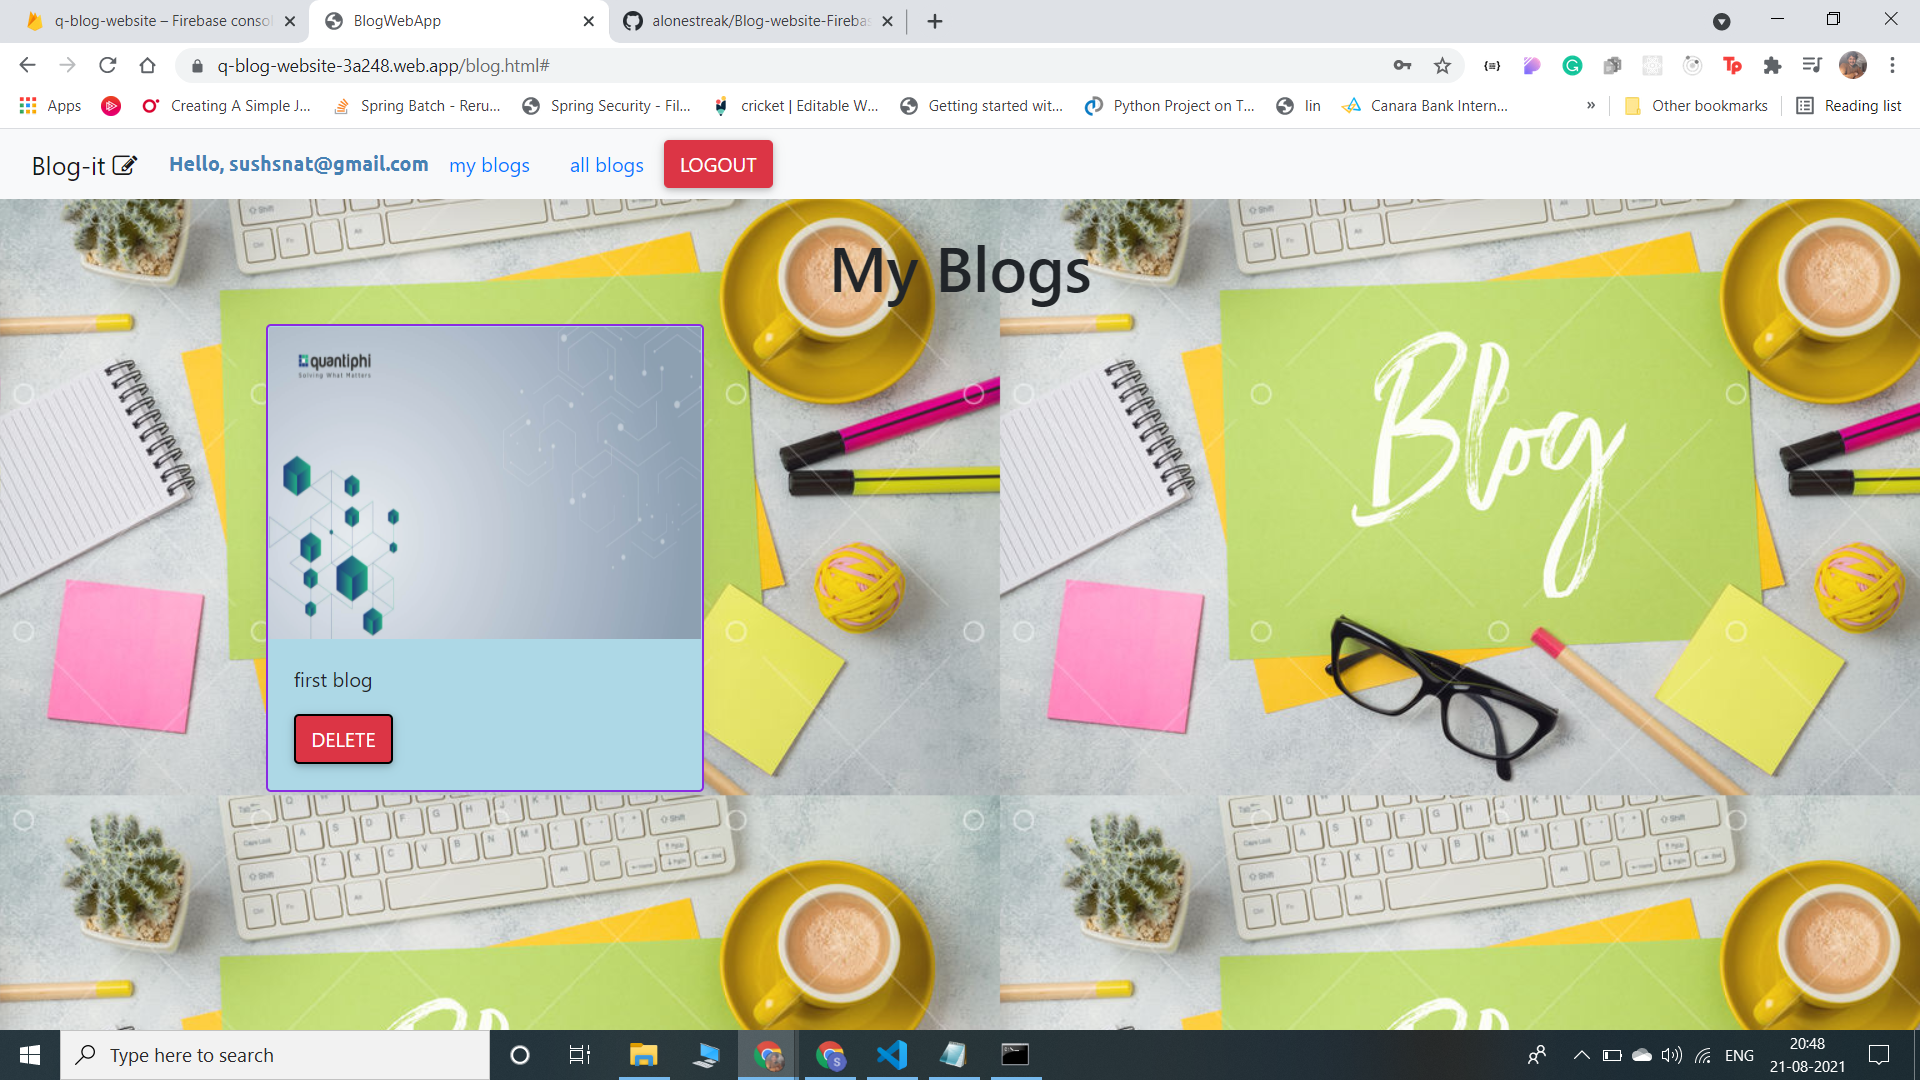 q-blog-website – Firebase conso
BlogWebApp
alonestreak/Blog-website-Fireba
q-blog-website-3a248.web.app/blog.html#
Apps
Creating A Simple J...
Spring Batch - Reru...
Spring Security - Fil...
cricket | Editable W...
Getting started wit...
Python Project on T...
lin
Canara Bank Intern...
»
Other bookmarks
Reading list
Blog-it
Hello, sushsnat@gmail.com
my blogs
all blogs
LOGOUT
My Blogs
quantiphi
Solving What Matters
Blog
first blog
DELETE
Type here to search
ENG
20:48
21-08-2021